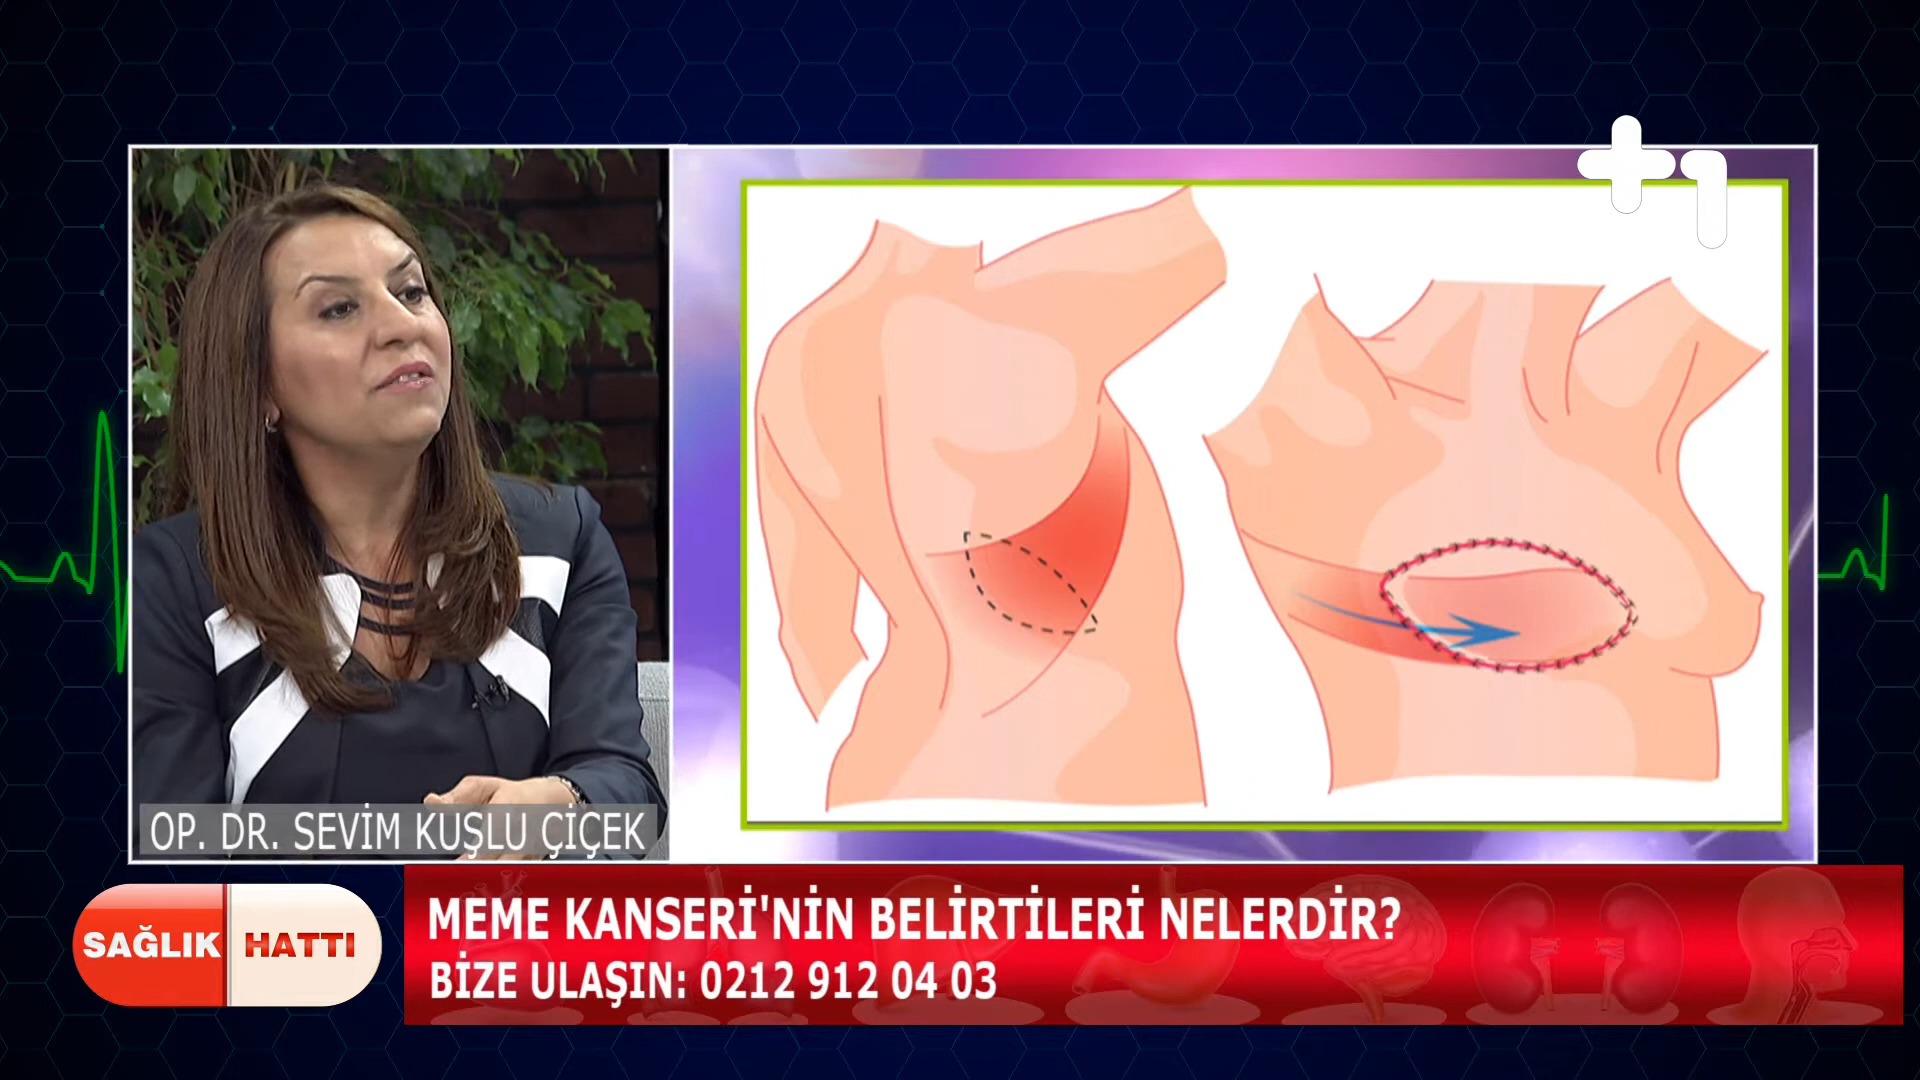 +1
OP. DR. SEVİM KUŞLU ÇİÇEK
SAĞLIK HATTI
MEME KANSERİ'NİN BELİRTİLERİ NELERDİR?
BİZE ULAŞIN: 0212 912 04 03